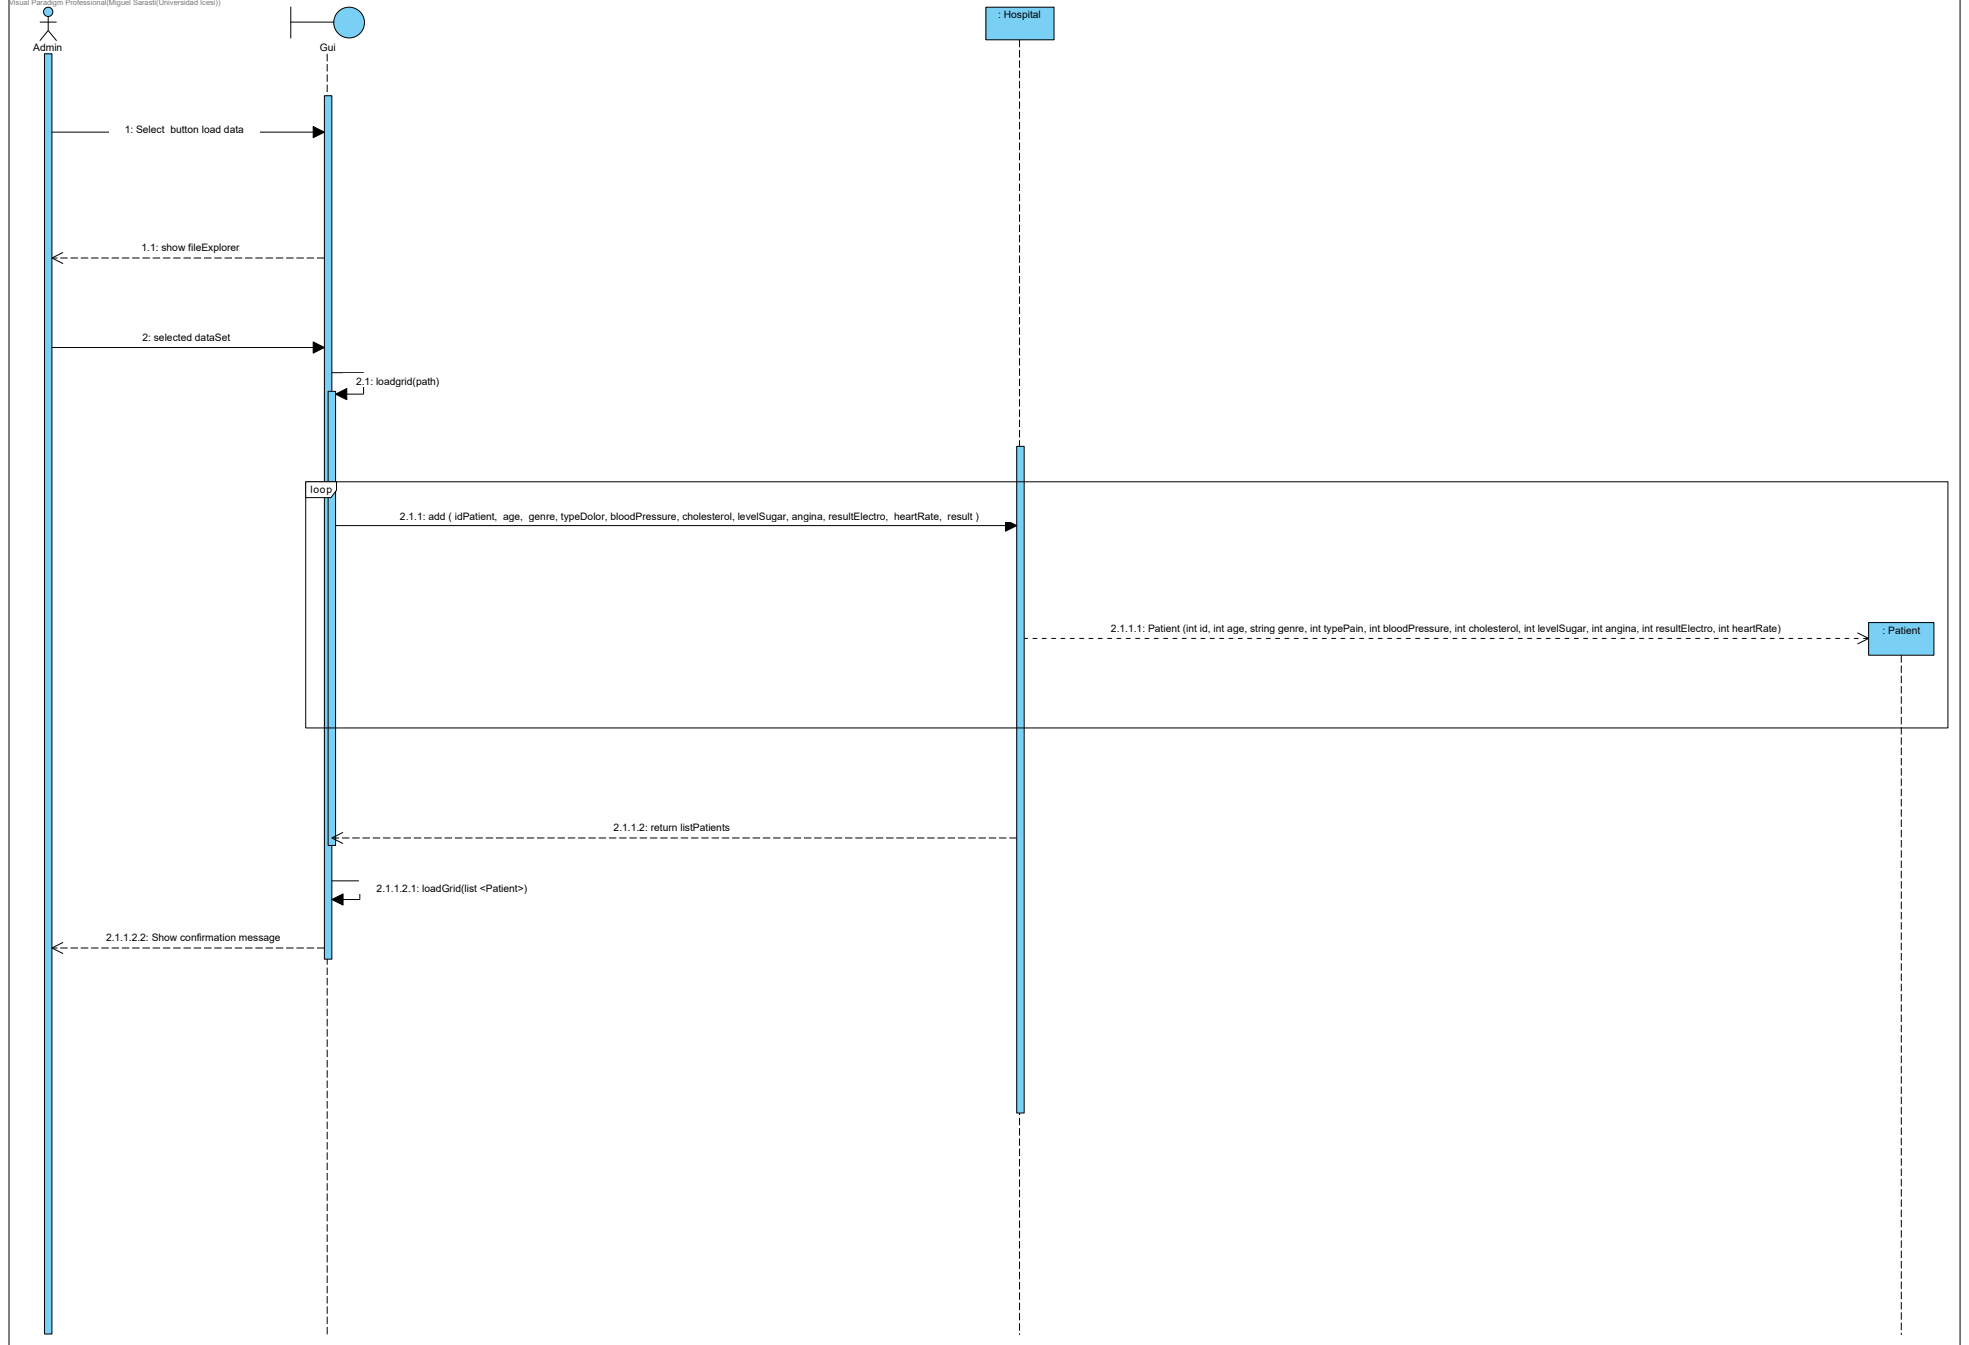 Visual Paradigm Professional(Miguel Sarasti(Universidad Icesi))
Admin
Gui
: Hospital
1: Select  button load data
1.1: show fileExplorer
2: selected dataSet
2.1: loadgrid(path)
loop
2.1.1: add ( idPatient,  age,  genre, typeDolor, bloodPressure, cholesterol, levelSugar, angina, resultElectro,  heartRate,  result )
2.1.1.1: Patient (int id, int age, string genre, int typePain, int bloodPressure, int cholesterol, int levelSugar, int angina, int resultElectro, int heartRate)
: Patient
2.1.1.2: return listPatients
2.1.1.2.1: loadGrid(list <Patient>)
2.1.1.2.2: Show confirmation message